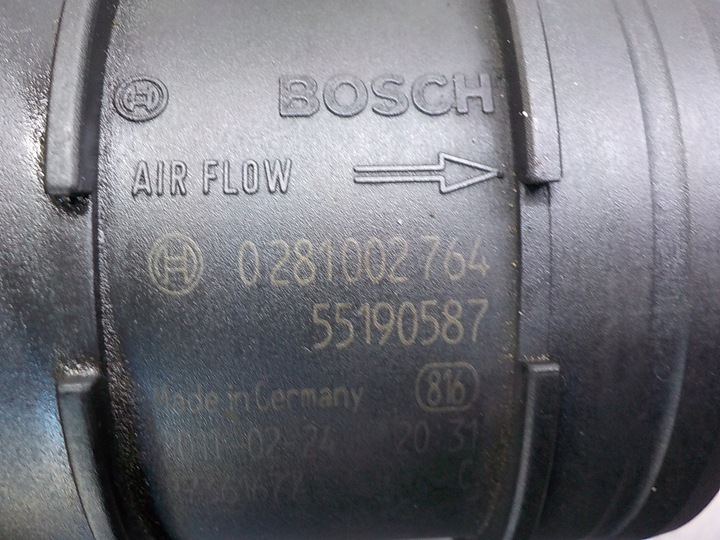 BOSCH
AIR FLOW
0 281 002 764
55190587
Made in Germany 816
2011-02-24 20:31